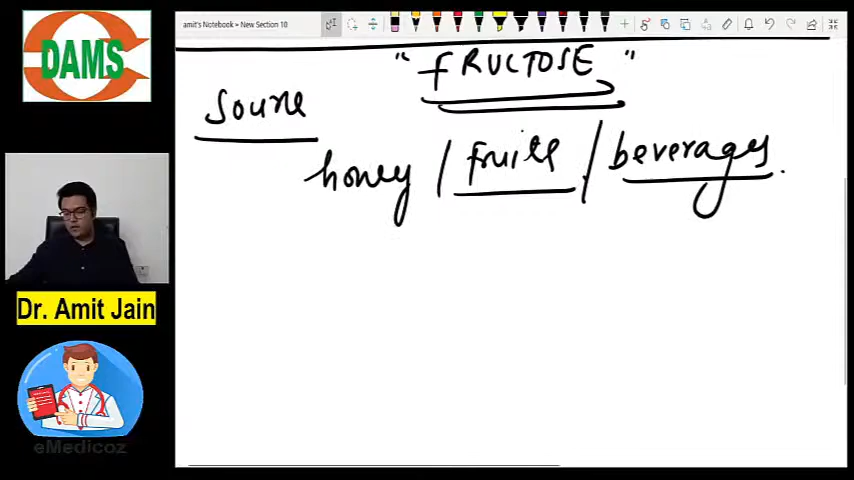 amit's Notebook > New Section 10
DAMS
"FRUCTOSE"
Source
honey / fruits / beverages.
Dr. Amit Jain
eMedicoz